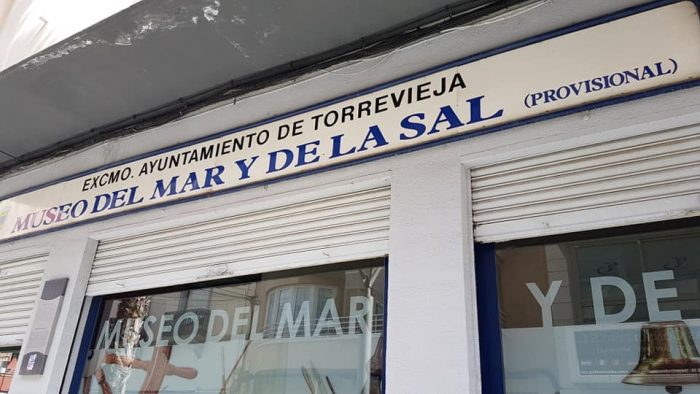 EXCMO. AYUNTAMIENTO DE TORREVIEJA
MUSEO DEL MAR Y DE LA SAL (PROVISIONAL)
MUSEO DEL MAR Y DE